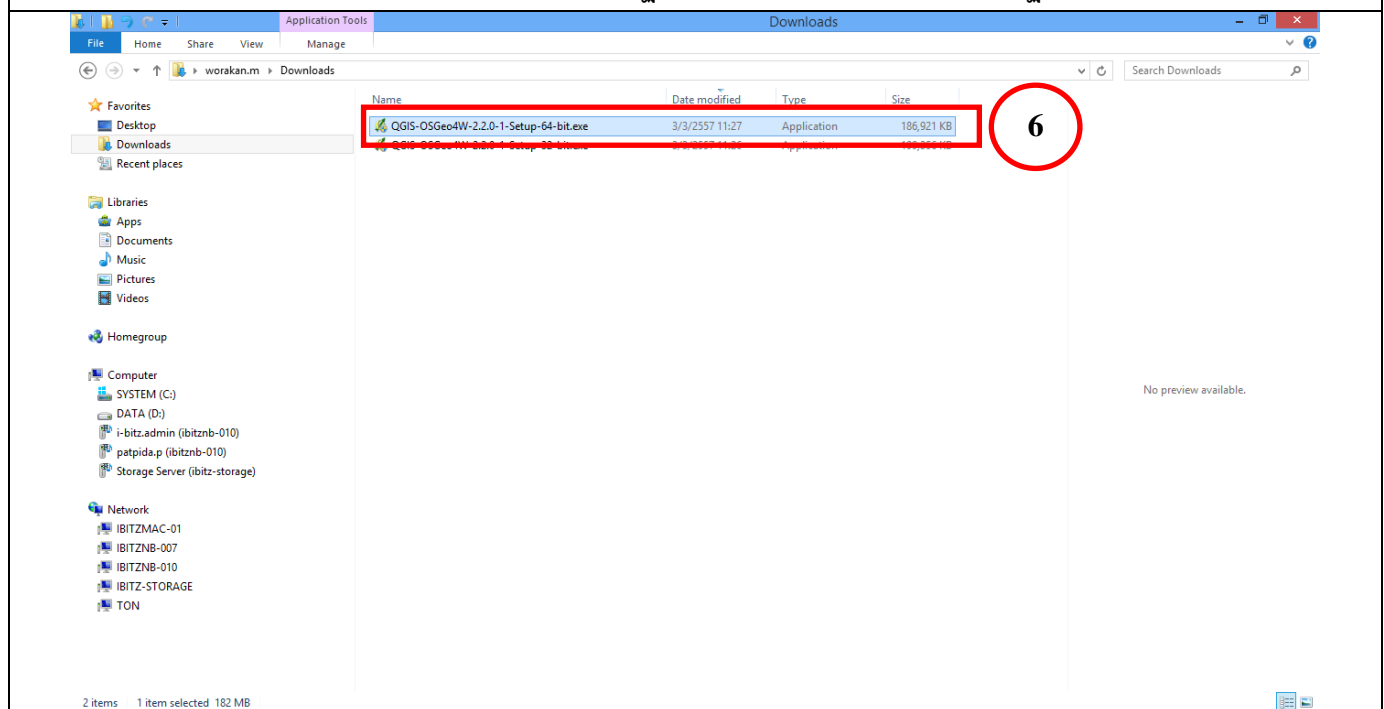 Application Tools
Downloads
File Home Share View Manage
worakan.m Downloads
Search Downloads
Name Date modified Type Size
QGIS-OSGeo4W-2.2.0-1-Setup-64-bit.exe 3/3/2557 11:27 Application 186,921 KB
6
Favorites
Desktop
Downloads
Recent places
Libraries
Apps
Documents
Music
Pictures
Videos
Homegroup
Computer
SYSTEM (C:)
DATA (D:)
i-bitz.admin (ibitznb-010)
patpida.p (ibitznb-010)
Storage Server (ibitz-storage)
Network
IBITZMAC-01
IBITZNB-007
IBITZNB-010
IBITZ-STORAGE
TON
No preview available.
2 items 1 item selected 182 MB